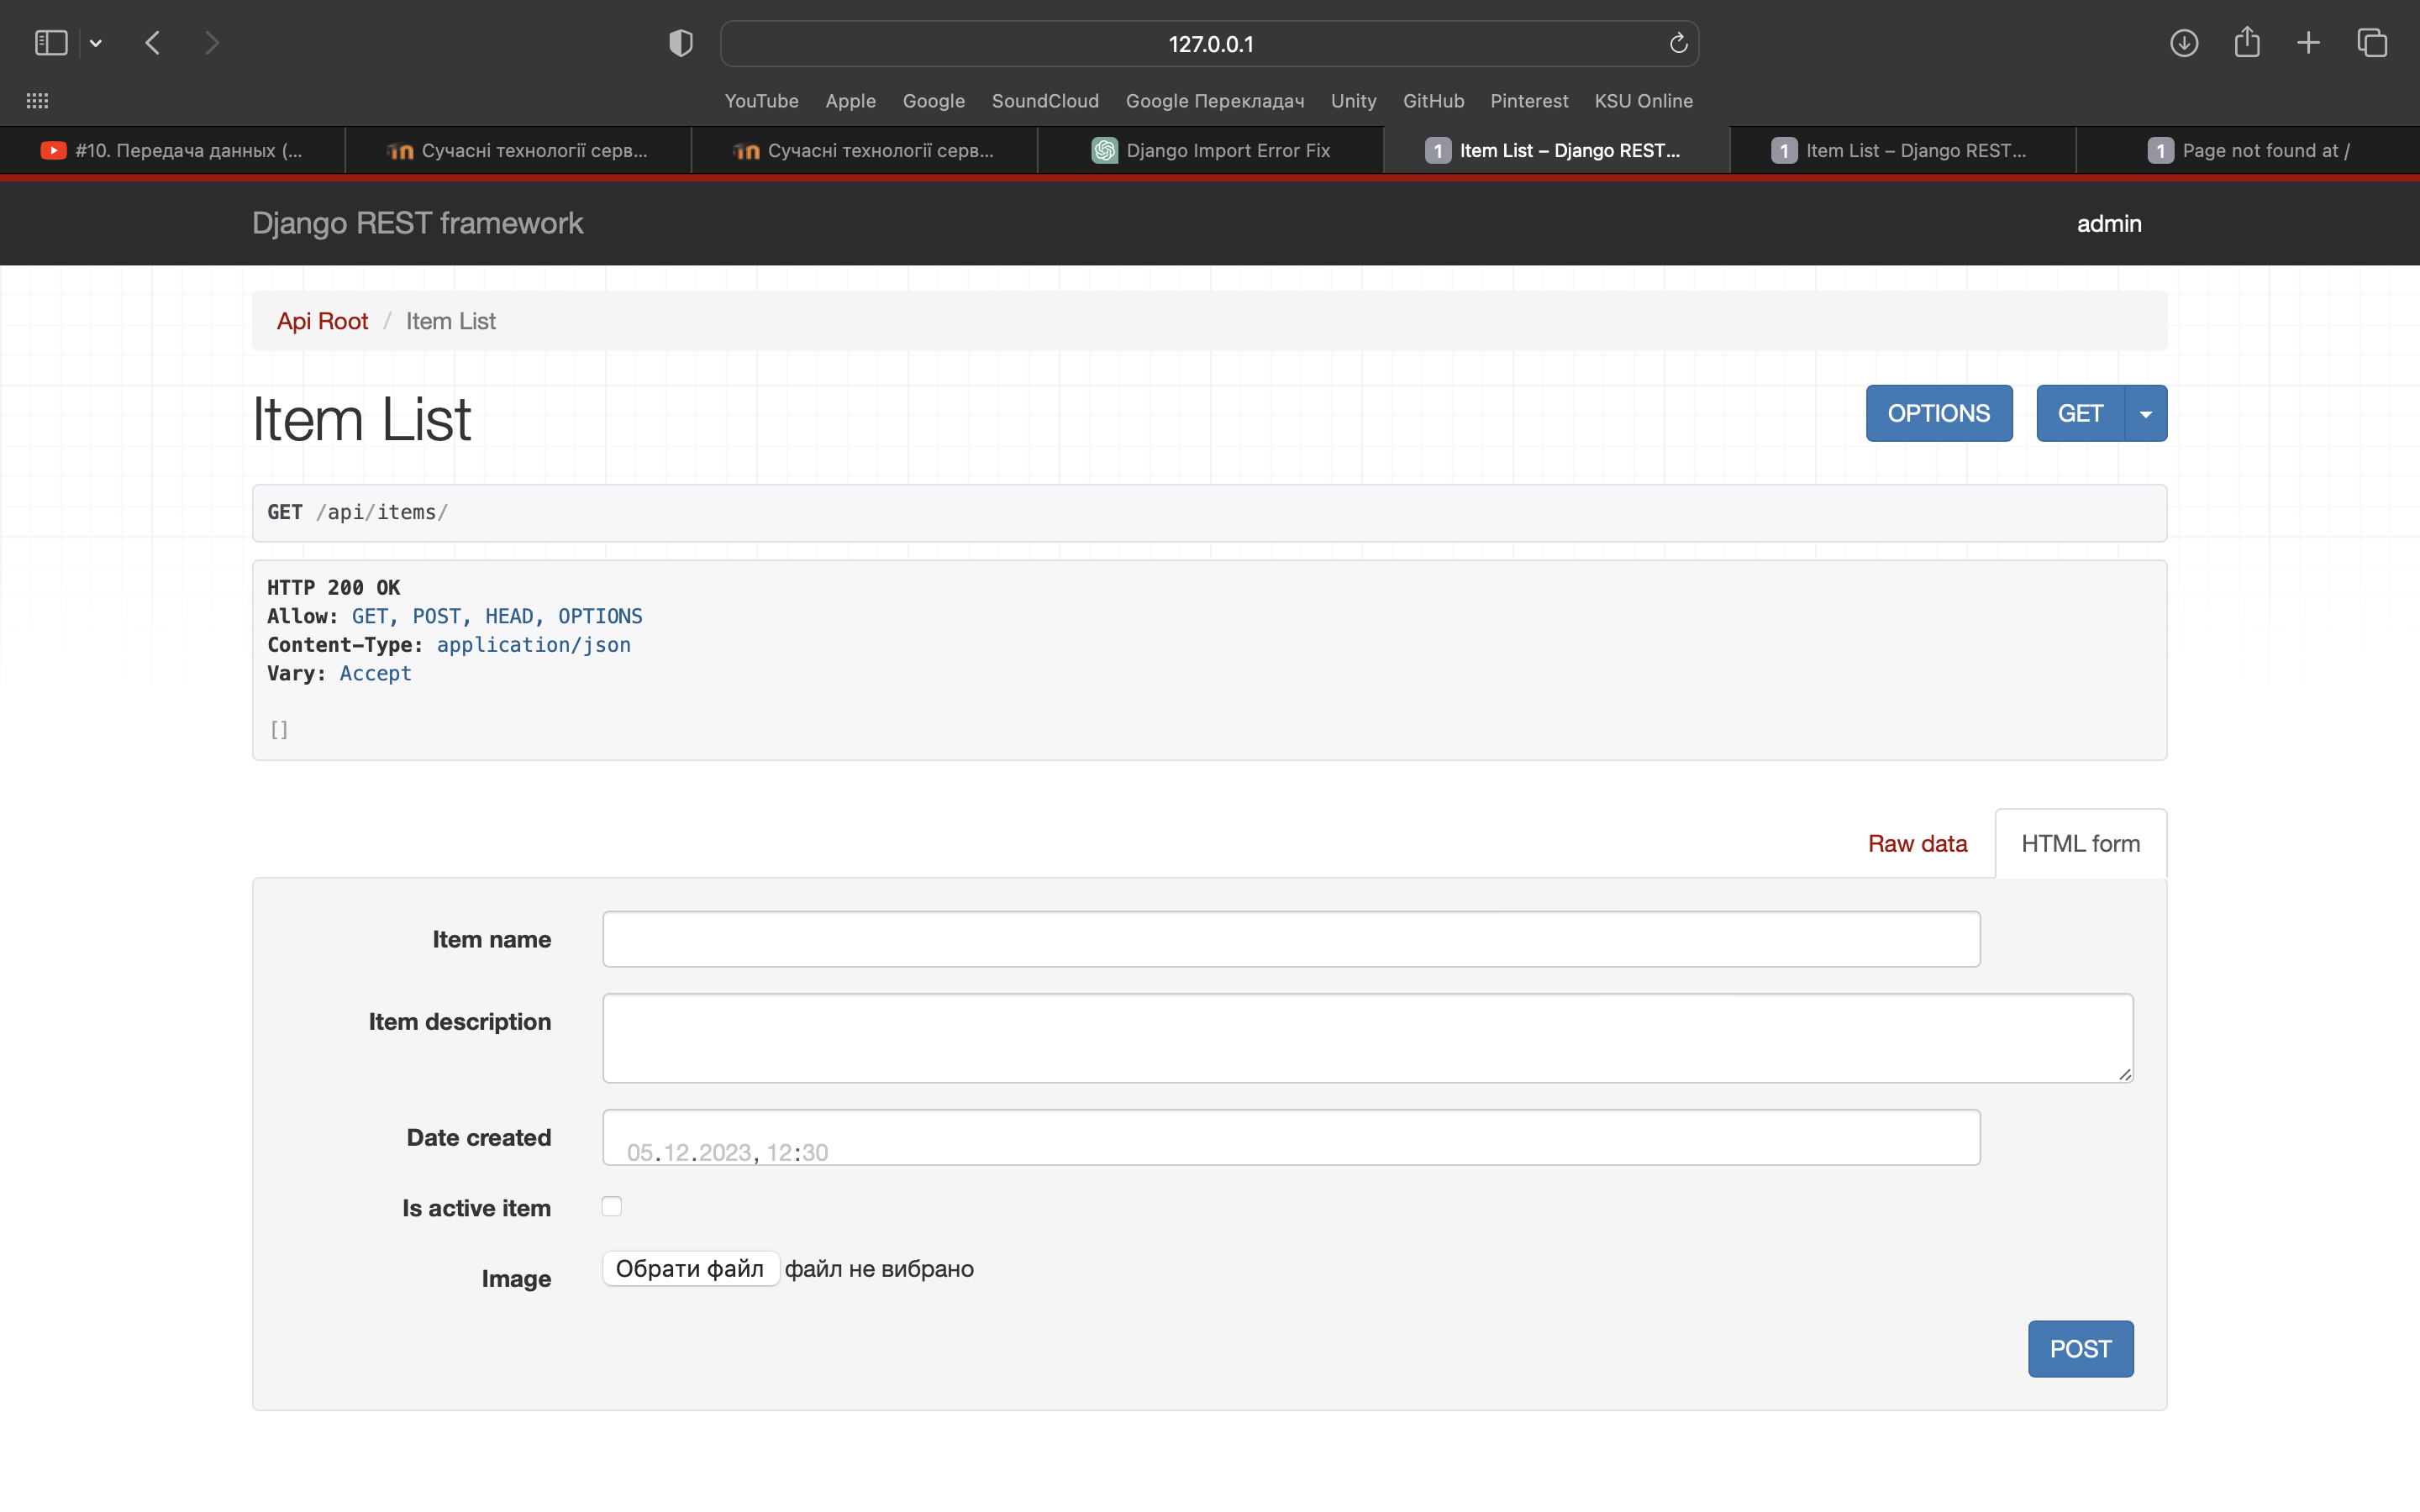 127.0.0.1
YouTube Apple Google SoundCloud Google Перекладач Unity GitHub Pinterest KSU Online
#10. Передача данных (... Сучасні технології серв... Сучасні технології серв... Django Import Error Fix 1 Item List – Django REST... 1 Item List – Django REST... 1 Page not found at /
Django REST framework admin
Api Root / Item List
Item List OPTIONS GET
GET /api/items/
HTTP 200 OK
Allow: GET, POST, HEAD, OPTIONS
Content-Type: application/json
Vary: Accept
[]
Raw data HTML form
Item name
Item description
Date created 05.12.2023, 12:30
Is active item
Image Обрати файл файл не вибрано
POST